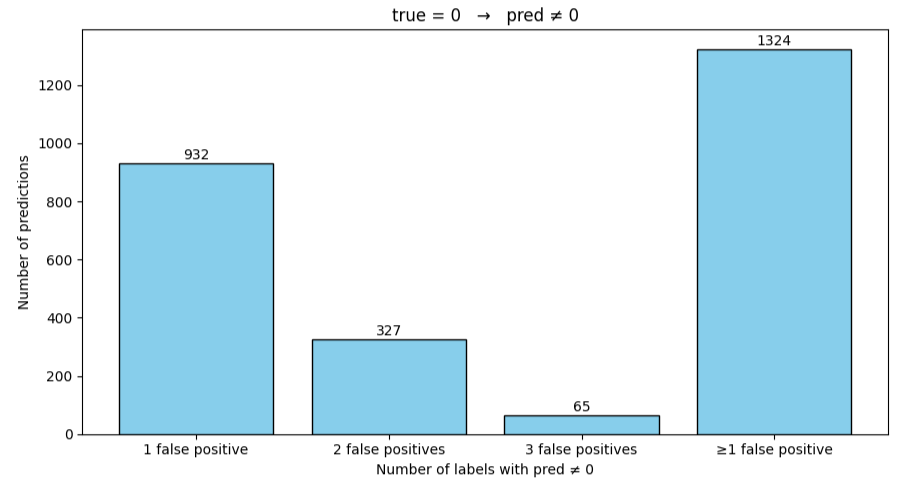 true = 0 → pred ≠ 0
Number of predictions
1200
1000
800
600
400
200
0
932
327
65
1324
1 false positive
2 false positives
3 false positives
≥1 false positive
Number of labels with pred ≠ 0